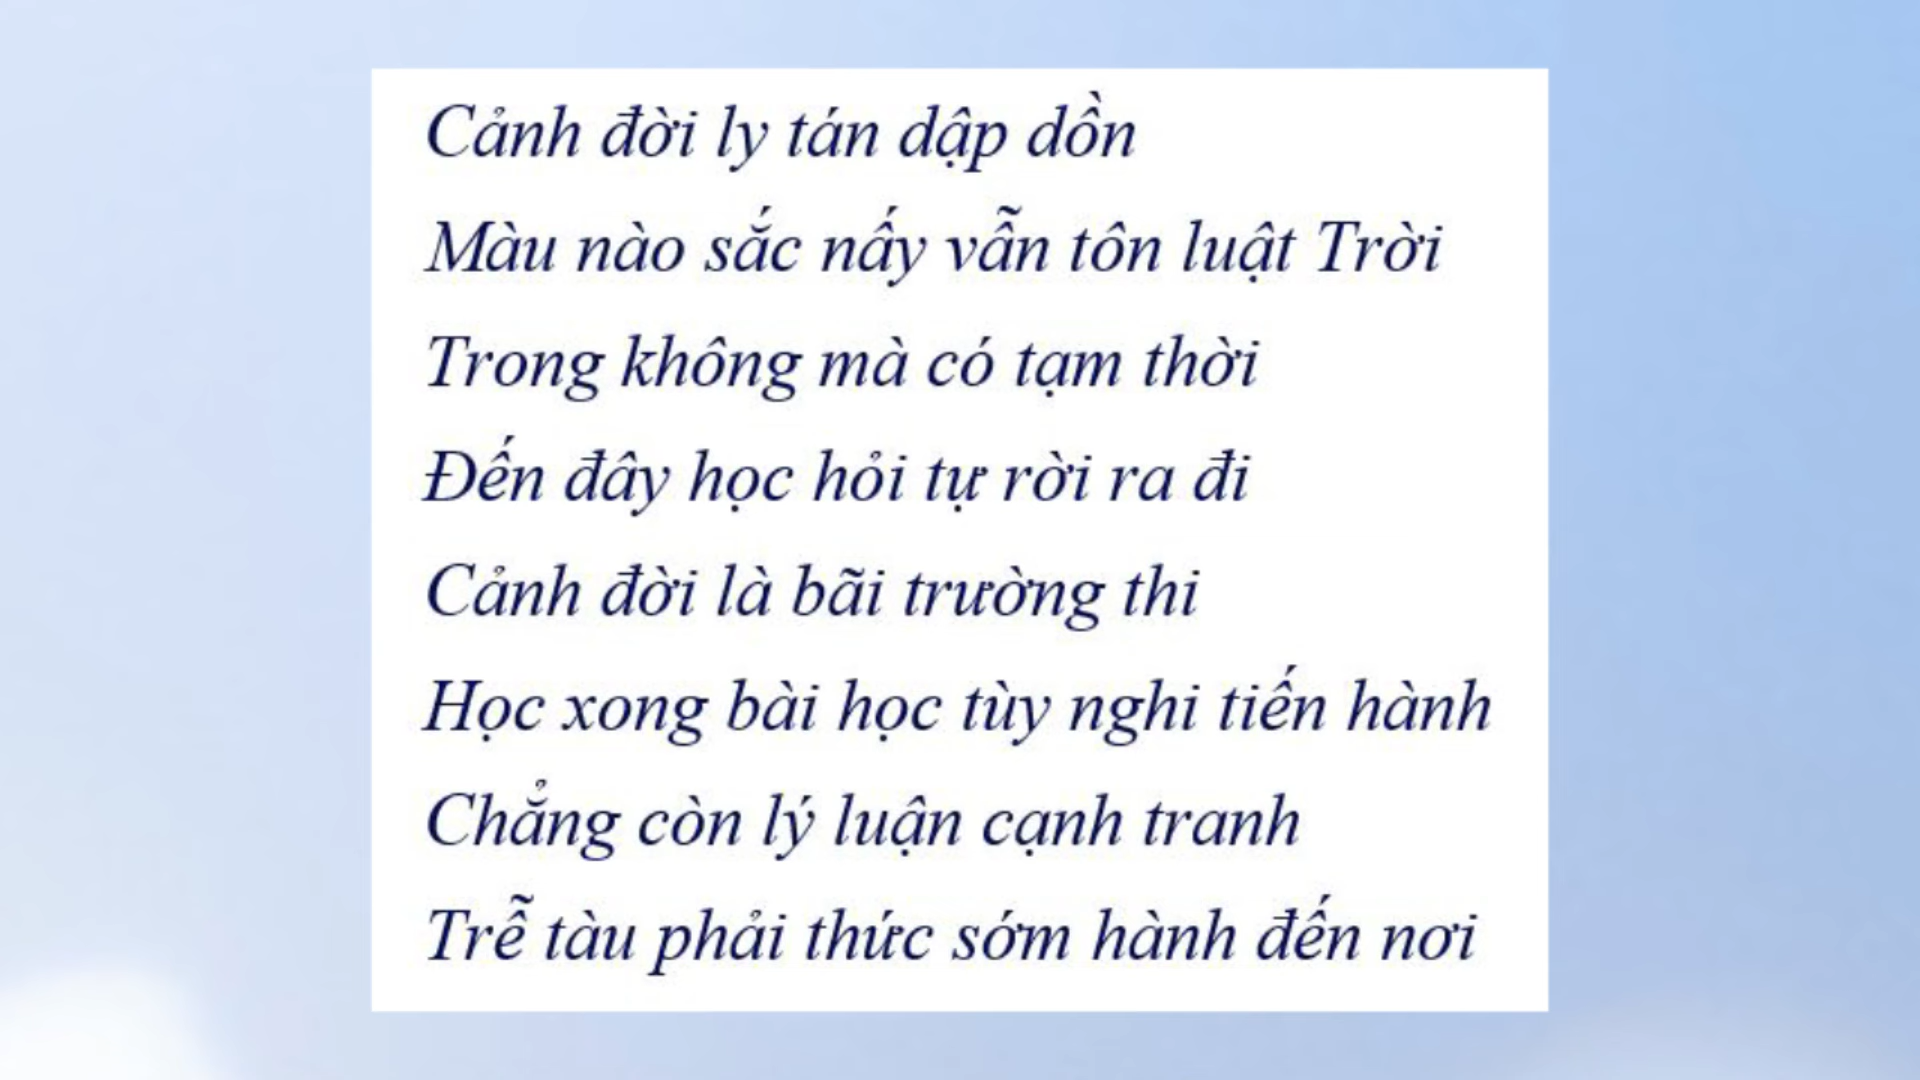 Cảnh đời ly tán dập dồn
Màu nào sắc nấy vẫn tôn luật Trời
Trong không mà có tạm thời
Đến đây học hỏi tự rời ra đi
Cảnh đời là bãi trường thi
Học xong bài học tùy nghi tiến hành
Chẳng còn lý luận cạnh tranh
Trễ tàu phải thức sớm hành đến nơi